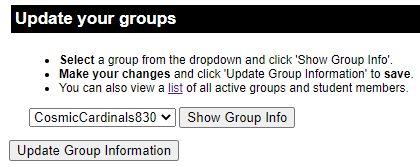 Update your groups
Select a group from the dropdown and click 'Show Group Info'.
Make your changes and click 'Update Group Information' to save.
You can also view a list of all active groups and student members.
CosmicCardinals830 Show Group Info
Update Group Information